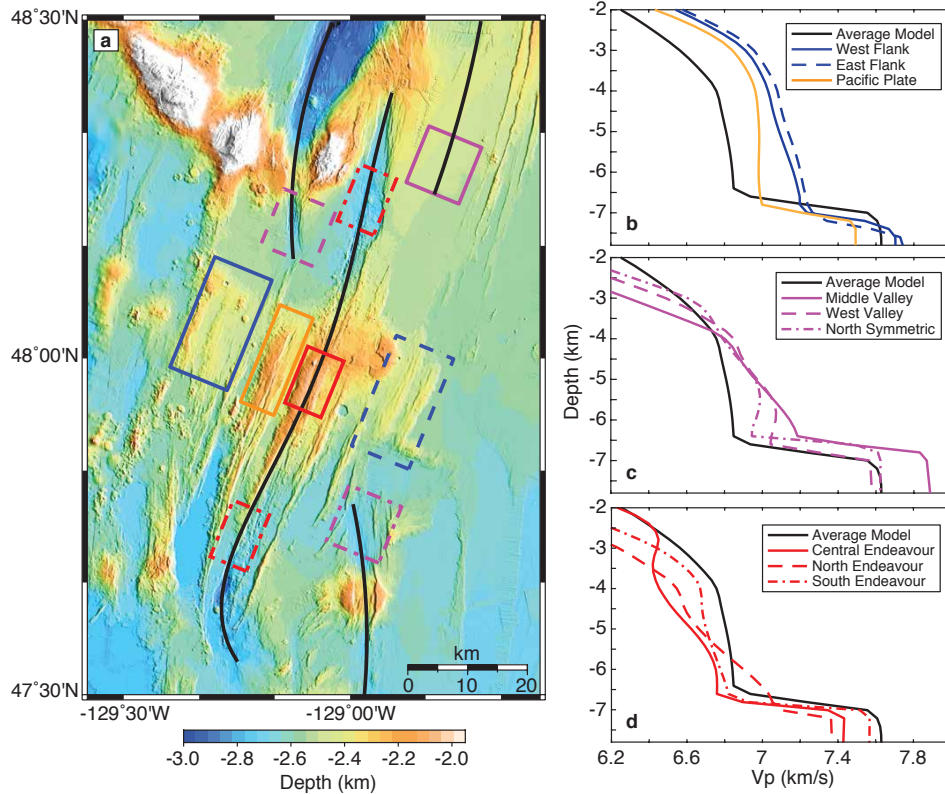 a
48°30'N
48°00'N
47°30'N
-129°30'W
-129°00'W
km
0 10 20
-3.0 -2.8 -2.6 -2.4 -2.2 -2.0
Depth (km)
-2
-3
-4
-5
-6
-7
Average Model
West Flank
East Flank
Pacific Plate
b
-2
-3
-4
-5
-6
-7
Depth (km)
Average Model
Middle Valley
West Valley
North Symmetric
c
-2
-3
-4
-5
-6
-7
Average Model
Central Endeavour
North Endeavour
South Endeavour
d
6.2 6.6 7 7.4 7.8
Vp (km/s)